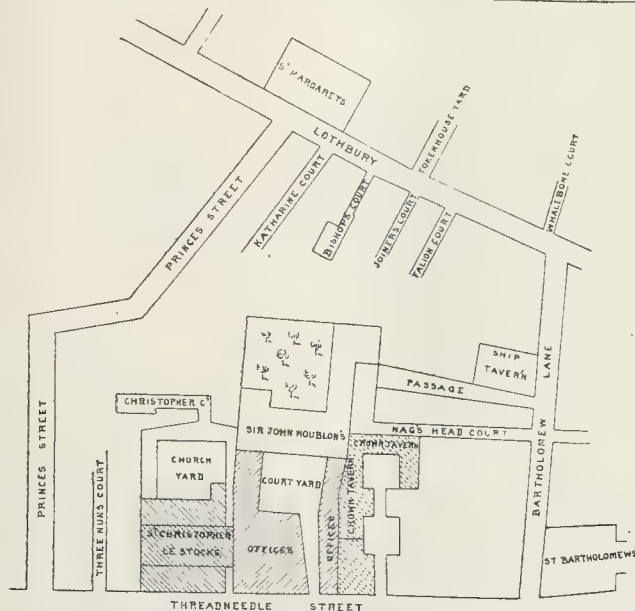 ST MARGARETS
LOTHBURY
TOKENHOUSE YARD
WHALEBONE COURT
KATHARINE COURT
BISHOPS COURT
JOINERS COURT
TALION COURT
PRINCES STREET
SHIP
TAVERN
PASSAGE
LANE
BARTHOLOMEW
CHRISTOPHER CT
SIR JOHN HOUBLON'S
NAGS HEAD COURT
CROWN TAVERN
CHURCH
YARD
COURT YARD
CROWN TAVERN
PRINCES STREET
THREE NUNS COURT
ST CHRISTOPHER
LE STOCKS
OFFICES
OFFICES
ST BARTHOLOMEWS
THREADNEEDLE STREET